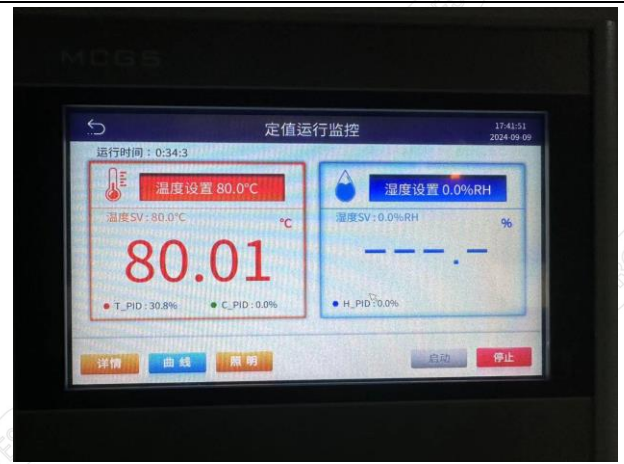 MCGS
定值运行监控
17:41:51
2024-09-09
运行时间：0:34:3
温度设置 80.0°C
温度SV : 80.0°C
°C
80.01
T_PID : 30.8%
C_PID : 0.0%
湿度设置 0.0%RH
湿度SV : 0.0%RH
%
---.-
H_PID : 0.0%
详情
曲线
照明
启动
停止